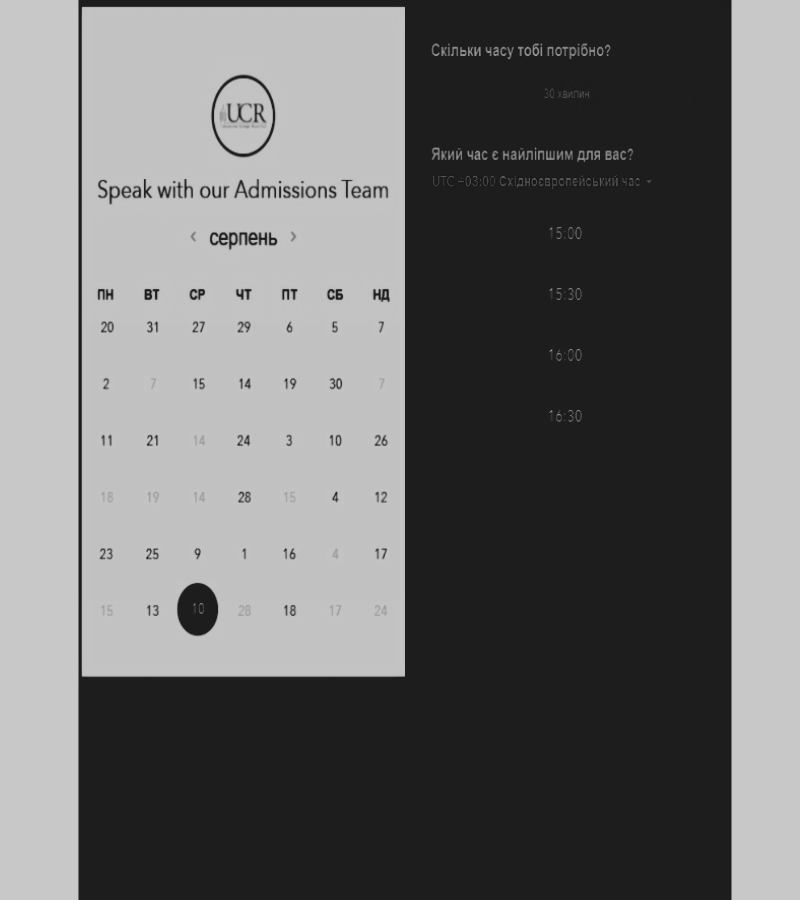 UCR
Speak with our Admissions Team
‹ серпень ›
ПН ВТ СР ЧТ ПТ СБ НД
20 31 27 29 6 5 7
2 7 15 14 19 30 7
11 21 14 24 3 10 26
18 19 14 28 15 4 12
23 25 9 1 16 4 17
15 13 10 28 18 17 24
Скільки часу тобі потрібно?
30 хвилин
Який час є найліпшим для вас?
UTC +03:00 Східноєвропейський час
15:00
15:30
16:00
16:30